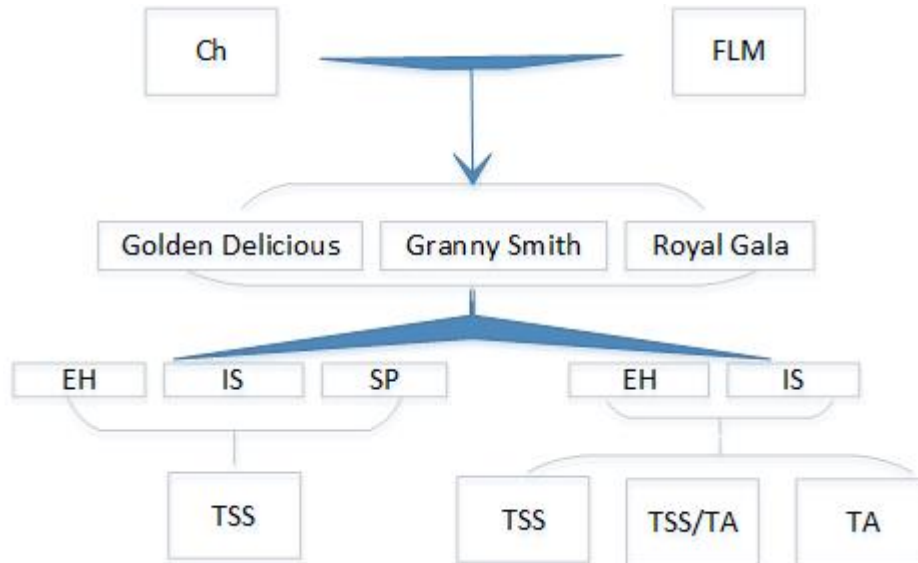 Ch
FLM
Golden Delicious
Granny Smith
Royal Gala
EH
IS
SP
EH
IS
TSS
TSS
TSS/TA
TA